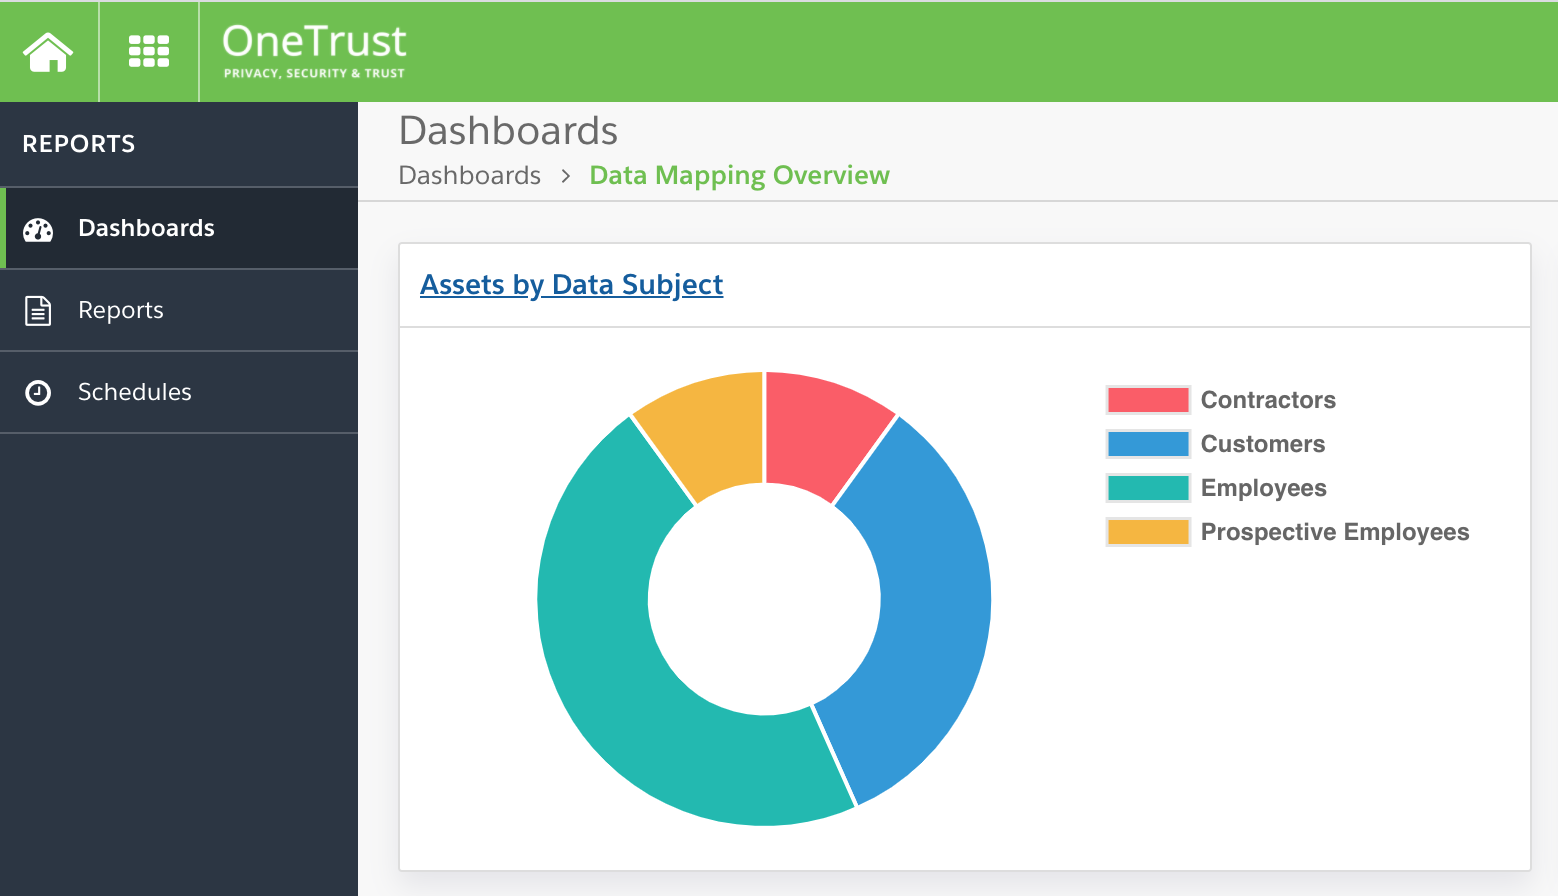 OneTrust
PRIVACY, SECURITY & TRUST
REPORTS
Dashboards
Reports
Schedules
Dashboards
Dashboards > Data Mapping Overview
Assets by Data Subject
Contractors
Customers
Employees
Prospective Employees